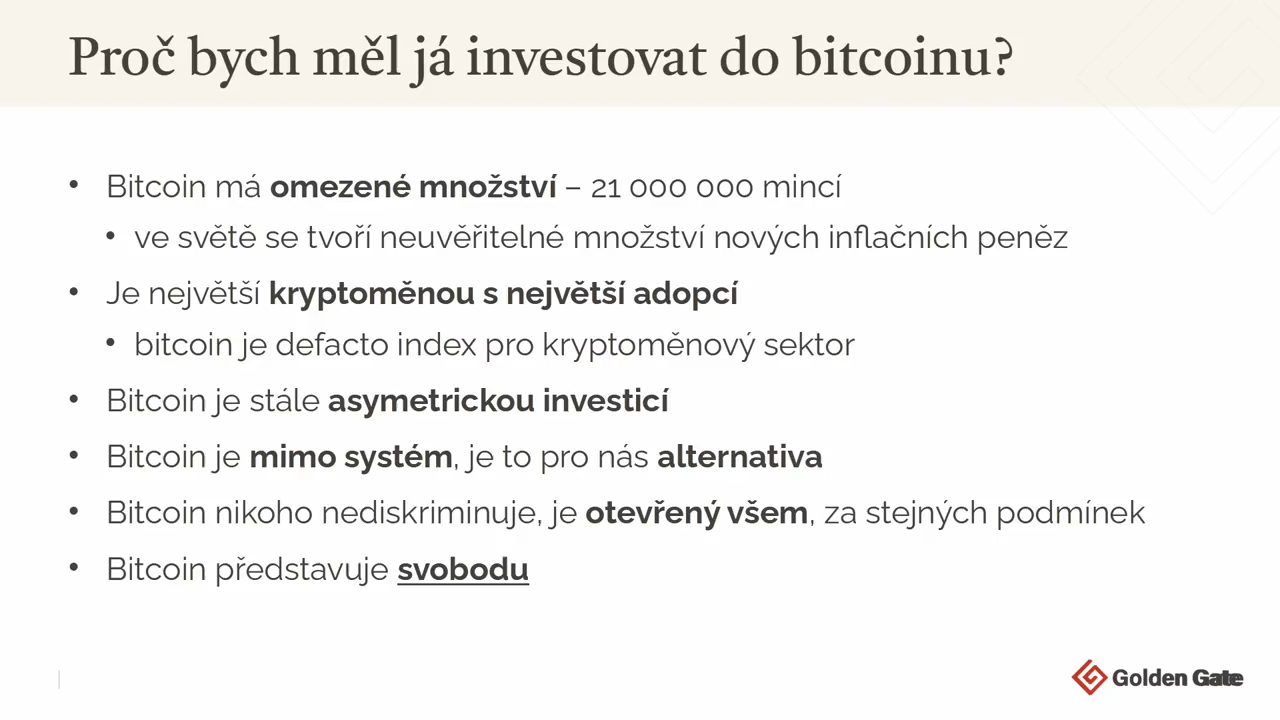 Proč bych měl já investovat do bitcoinu?
• Bitcoin má omezené množství – 21 000 000 mincí
• ve světě se tvoří neuvěřitelné množství nových inflačních peněz
• Je největší kryptoměnou s největší adopcí
• bitcoin je defacto index pro kryptoměnový sektor
• Bitcoin je stále asymetrickou investicí
• Bitcoin je mimo systém, je to pro nás alternativa
• Bitcoin nikoho nediskriminuje, je otevřený všem, za stejných podmínek
• Bitcoin představuje svobodu
Golden Gate